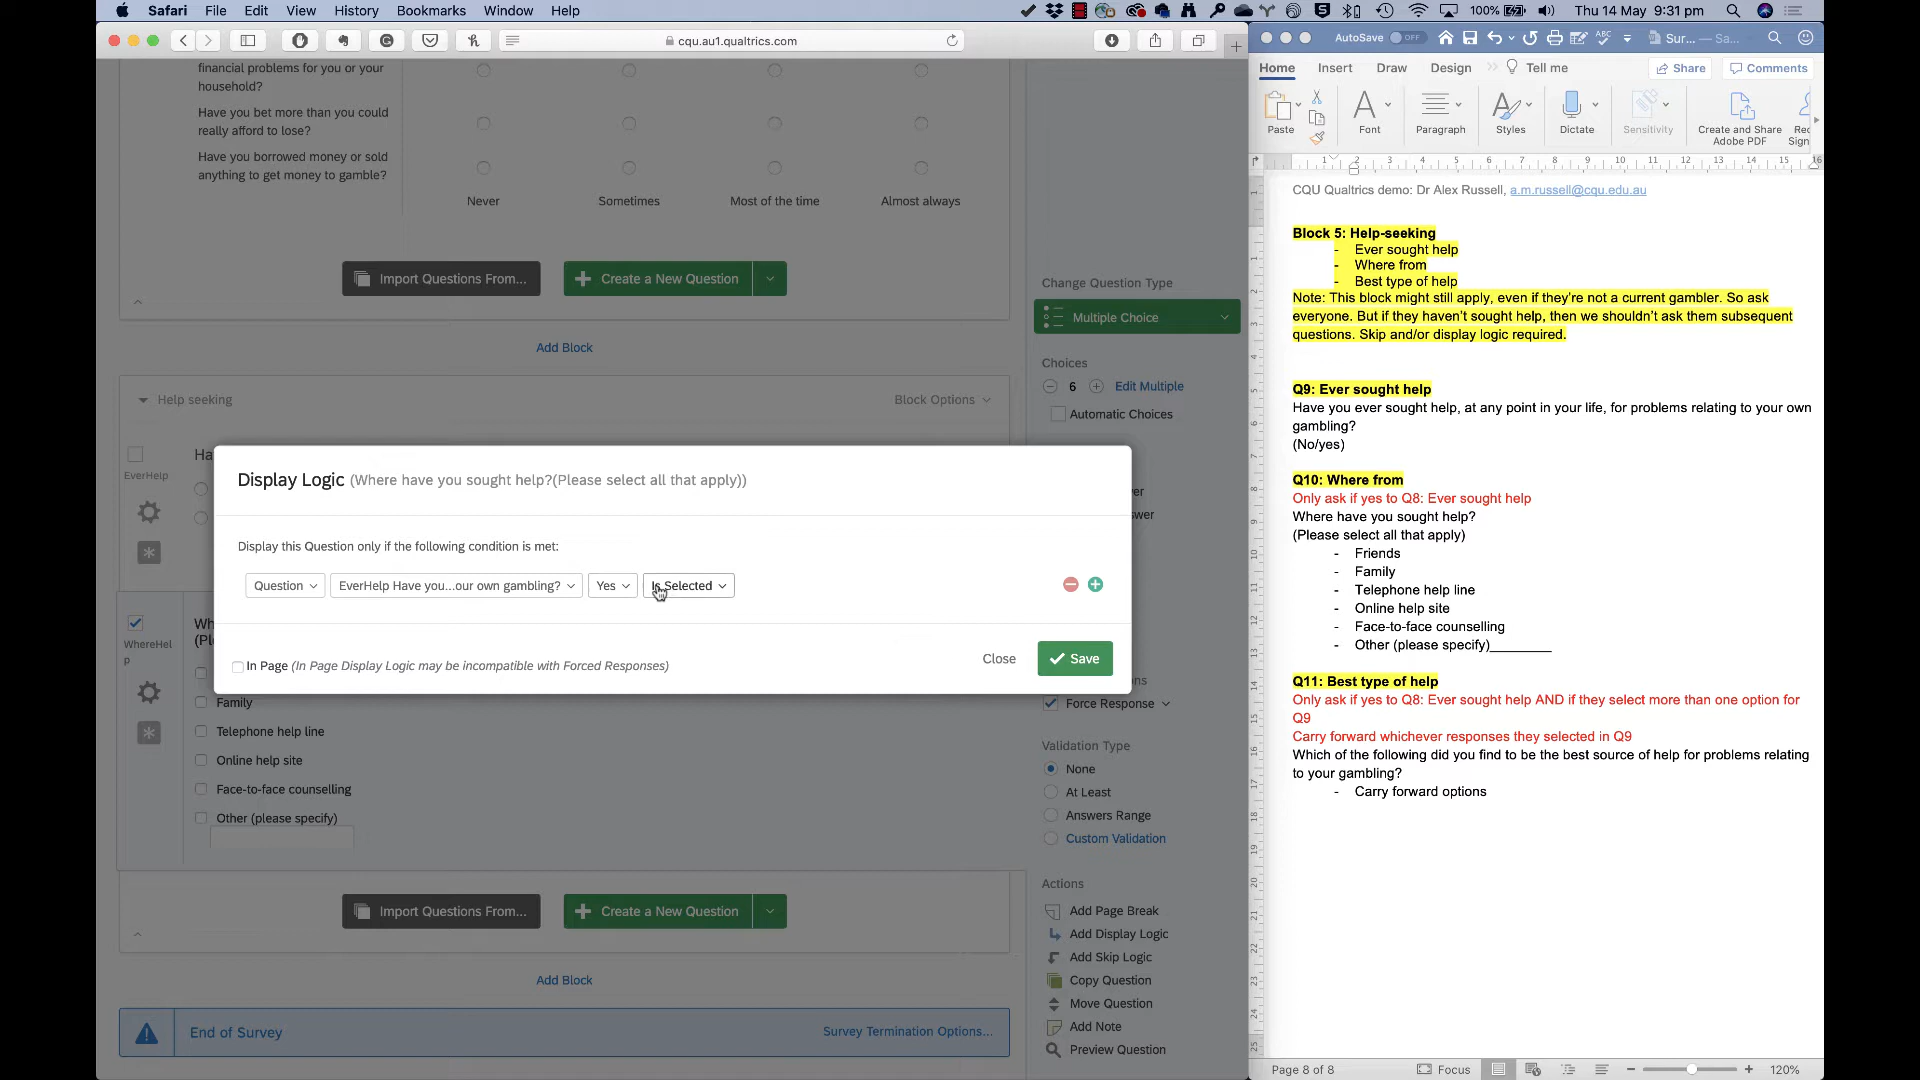 Safari File Edit View History Bookmarks Window Help
100% Thu 14 May 9:31 pm
cqu.au1.qualtrics.com
financial problems for you or your
household?
Have you bet more than you could
really afford to lose?
Have you borrowed money or sold
anything to get money to gamble?
Never Sometimes Most of the time Almost always
Import Questions From... Create a New Question
Add Block
Help seeking Block Options
EverHelp
Ha
Display Logic (Where have you sought help?(Please select all that apply))
Display this Question only if the following condition is met:
Question EverHelp Have you...our own gambling? Yes Is Selected
In Page (In Page Display Logic may be incompatible with Forced Responses)
Close Save
WhereHel
p
Wh
(Pl
Family
Telephone help line
Online help site
Face-to-face counselling
Other (please specify)
Import Questions From... Create a New Question
Add Block
End of Survey Survey Termination Options...
Change Question Type
Multiple Choice
Choices
6 Edit Multiple
Automatic Choices
Force Response
Validation Type
None
At Least
Answers Range
Custom Validation
Actions
Add Page Break
Add Display Logic
Add Skip Logic
Copy Question
Move Question
Add Note
Preview Question
AutoSave OFF Sur... — Sa...
Home Insert Draw Design Tell me Share Comments
Paste Font Paragraph Styles Dictate Sensitivity Create and Share
Adobe PDF
CQU Qualtrics demo: Dr Alex Russell, a.m.russell@cqu.edu.au
Block 5: Help-seeking
- Ever sought help
- Where from
- Best type of help
Note: This block might still apply, even if they're not a current gambler. So ask
everyone. But if they haven't sought help, then we shouldn't ask them subsequent
questions. Skip and/or display logic required.
Q9: Ever sought help
Have you ever sought help, at any point in your life, for problems relating to your own
gambling?
(No/yes)
Q10: Where from
Only ask if yes to Q8: Ever sought help
Where have you sought help?
(Please select all that apply)
- Friends
- Family
- Telephone help line
- Online help site
- Face-to-face counselling
- Other (please specify)_________
Q11: Best type of help
Only ask if yes to Q8: Ever sought help AND if they select more than one option for
Q9
Carry forward whichever responses they selected in Q9
Which of the following did you find to be the best source of help for problems relating
to your gambling?
- Carry forward options
Page 8 of 8 Focus 120%